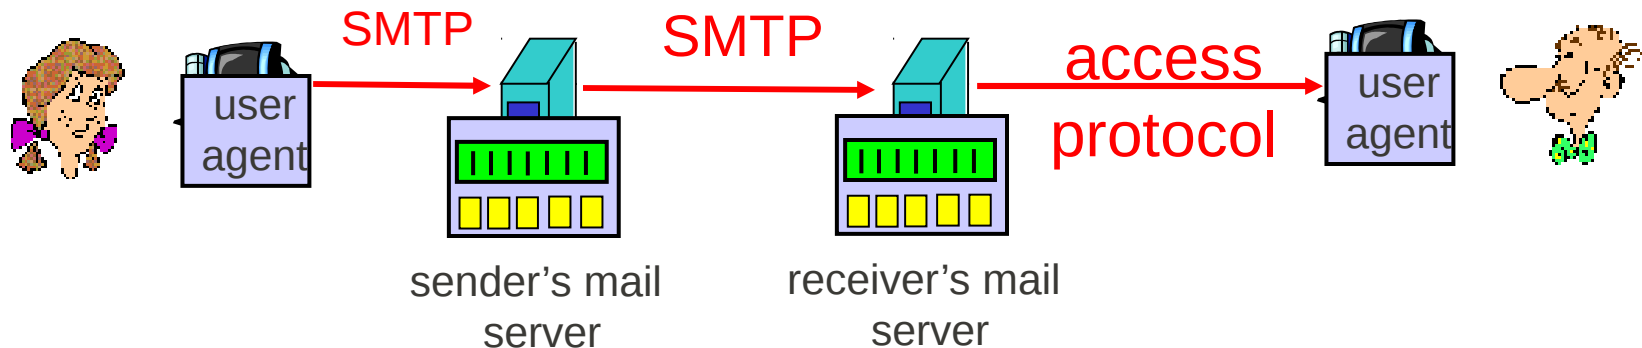 SMTP
SMTP
access
protocol
user
agent
user
agent
sender’s mail
server
receiver’s mail
server